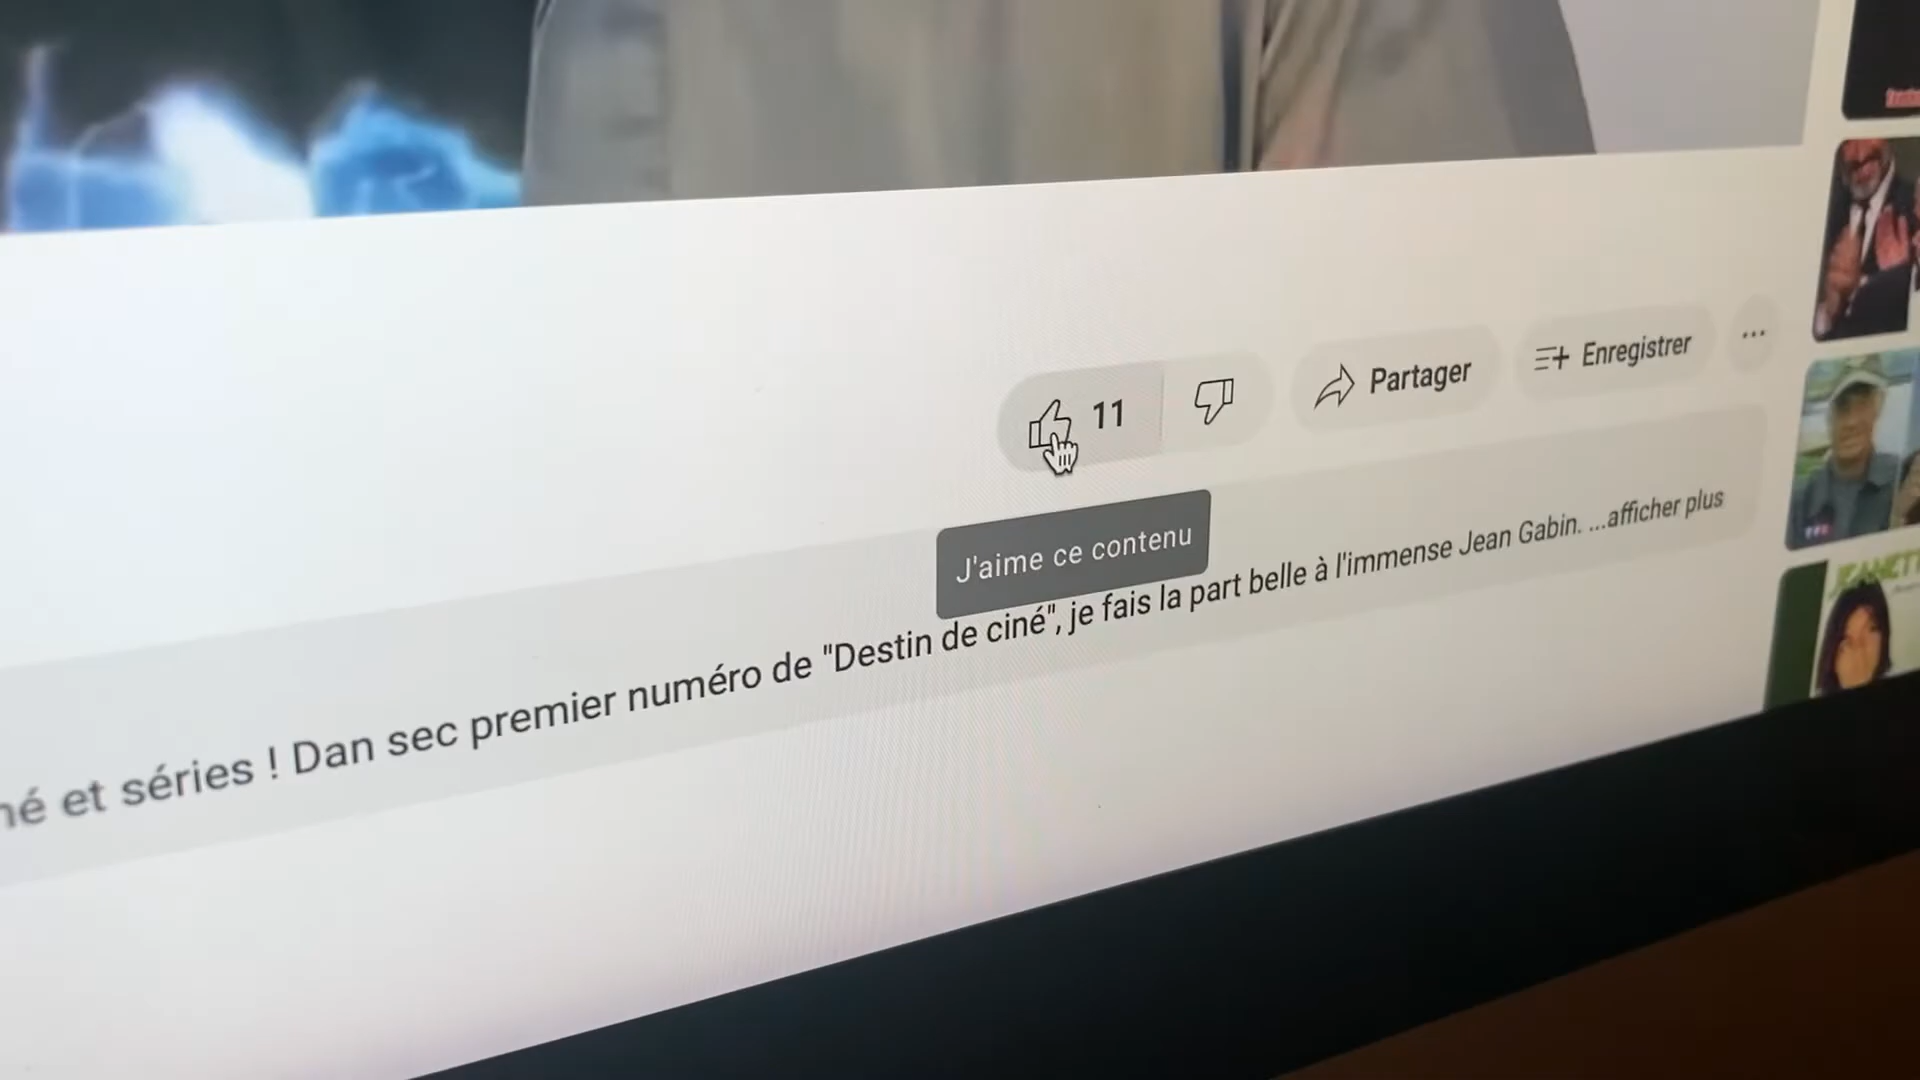 11
Partager
Enregistrer
J'aime ce contenu
et séries ! Dan sec premier numéro de "Destin de ciné", je fais la part belle à l'immense Jean Gabin. ...afficher plus